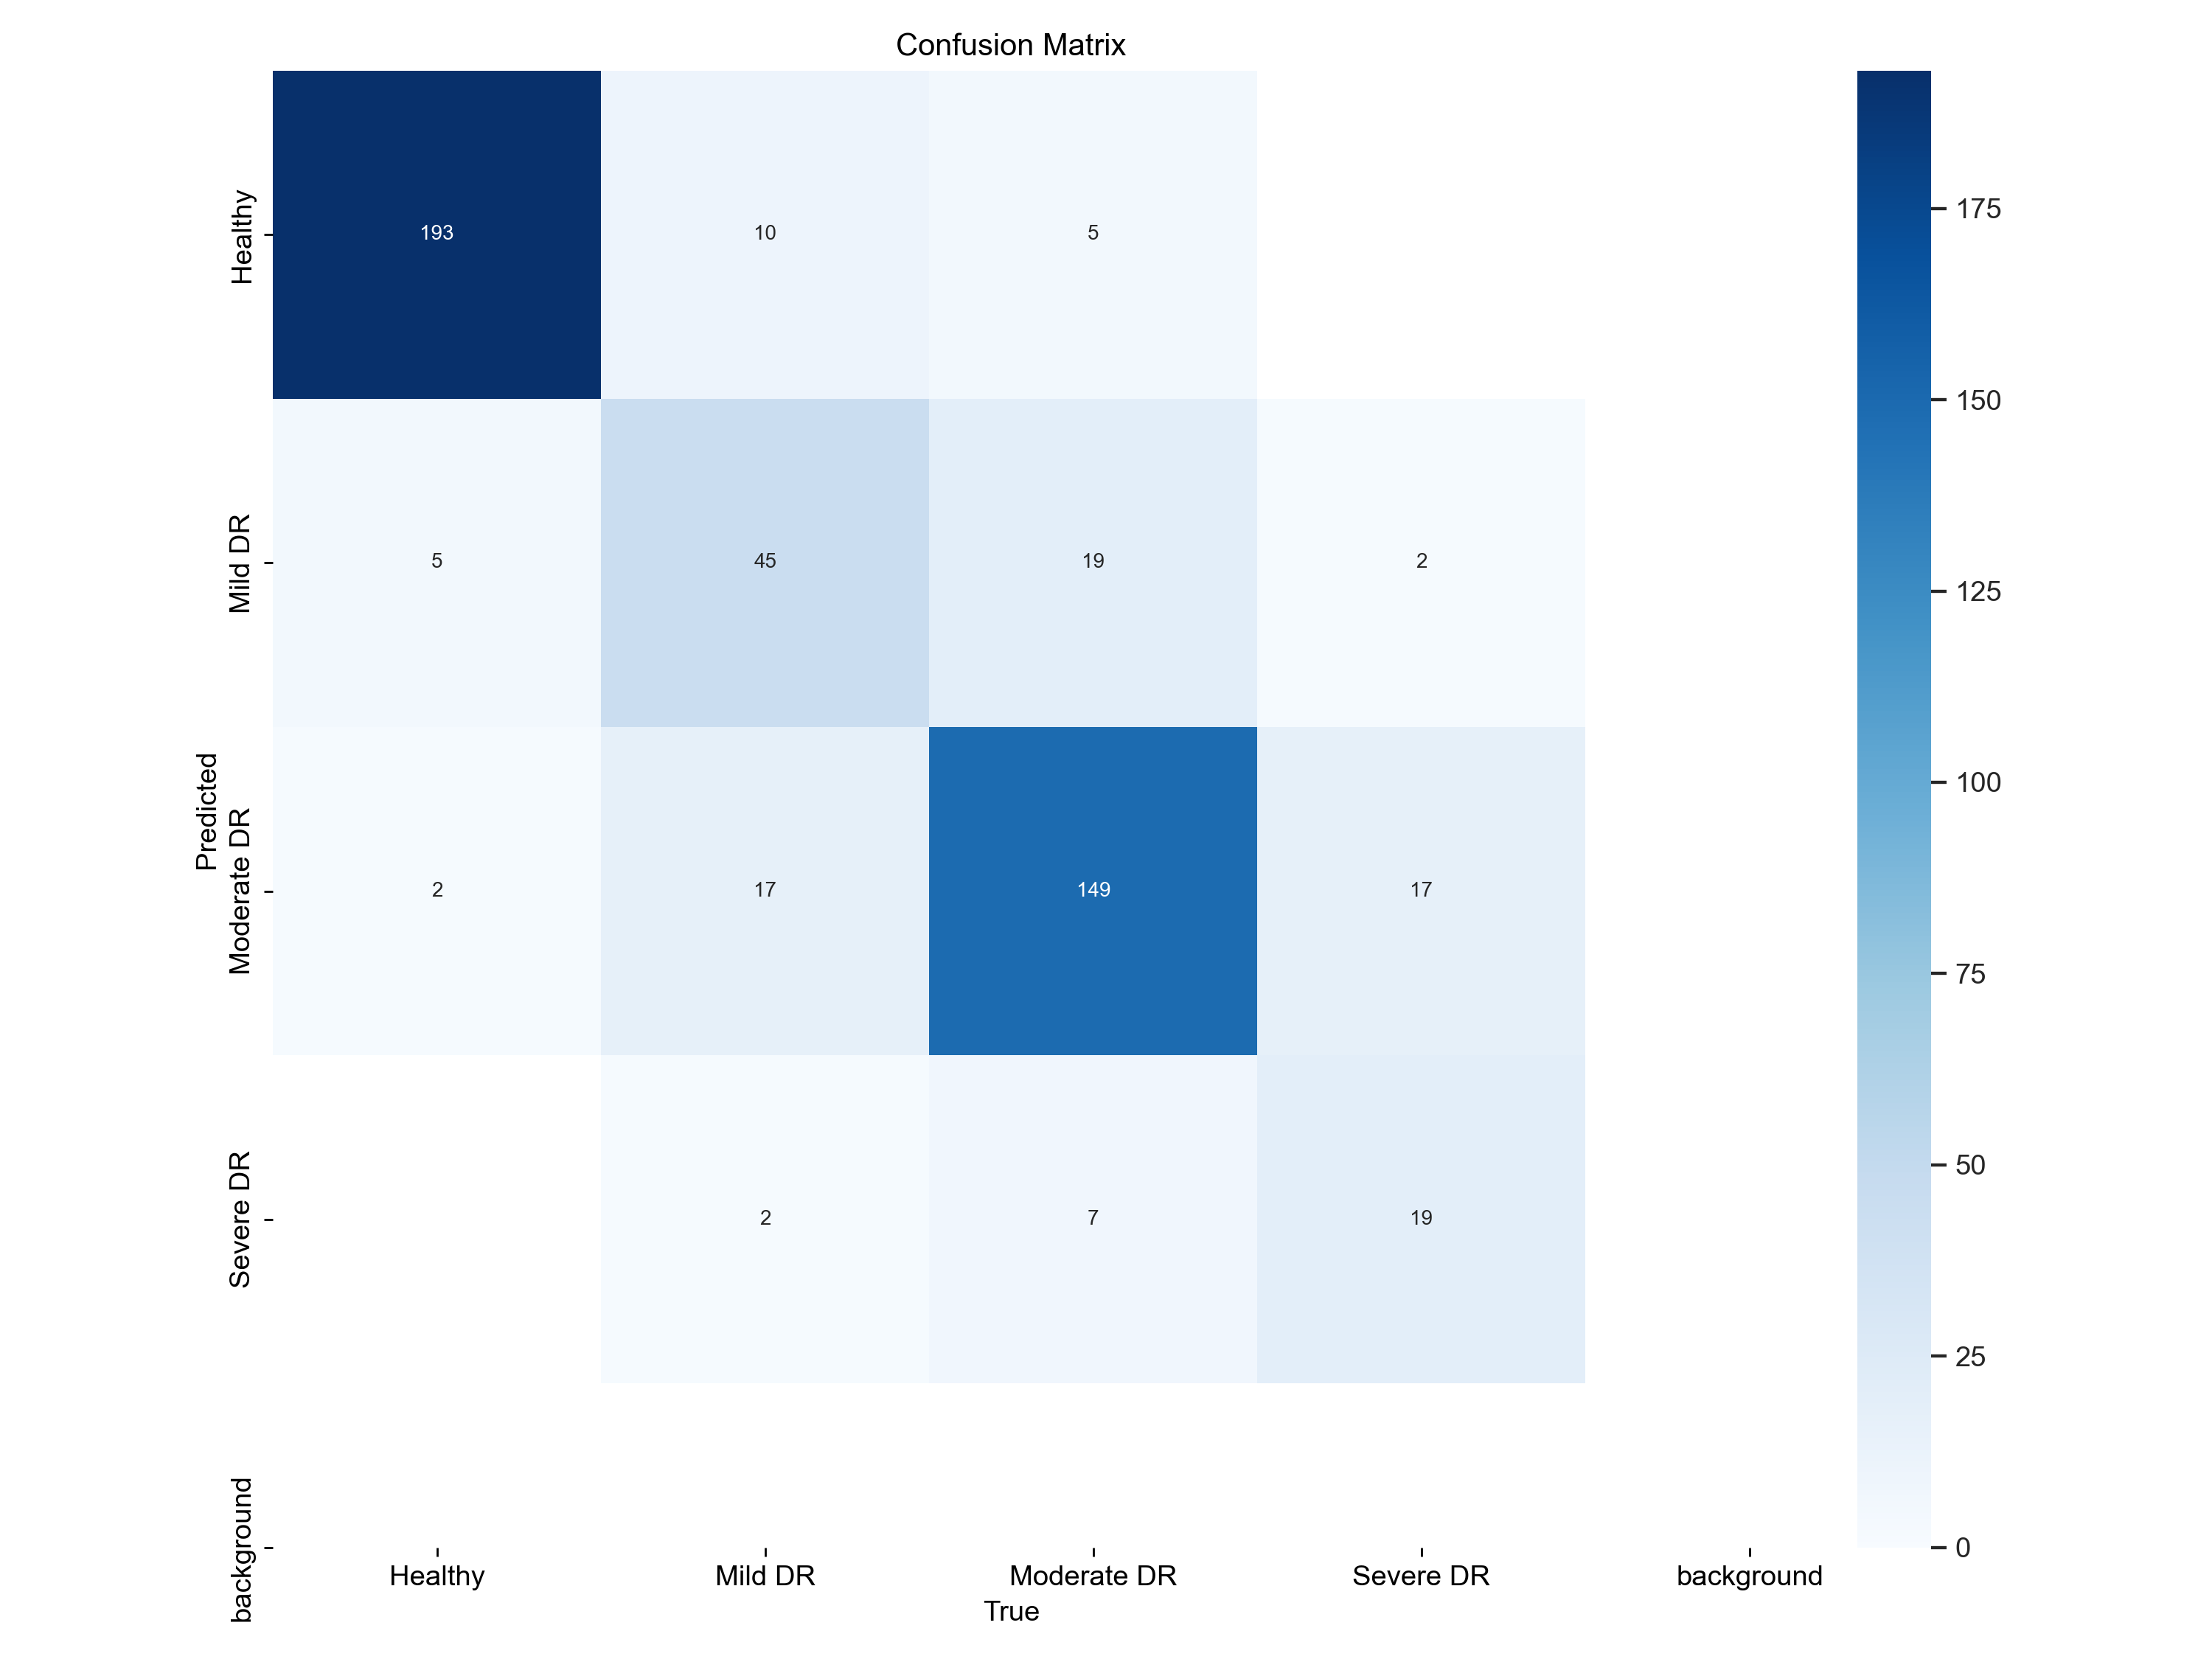 Confusion Matrix
Healthy
193
10
5
Mild DR
5
45
19
2
Moderate DR
2
17
149
17
Severe DR
2
7
19
background
Predicted
Healthy
Mild DR
Moderate DR
Severe DR
background
True
175
150
125
100
75
50
25
0